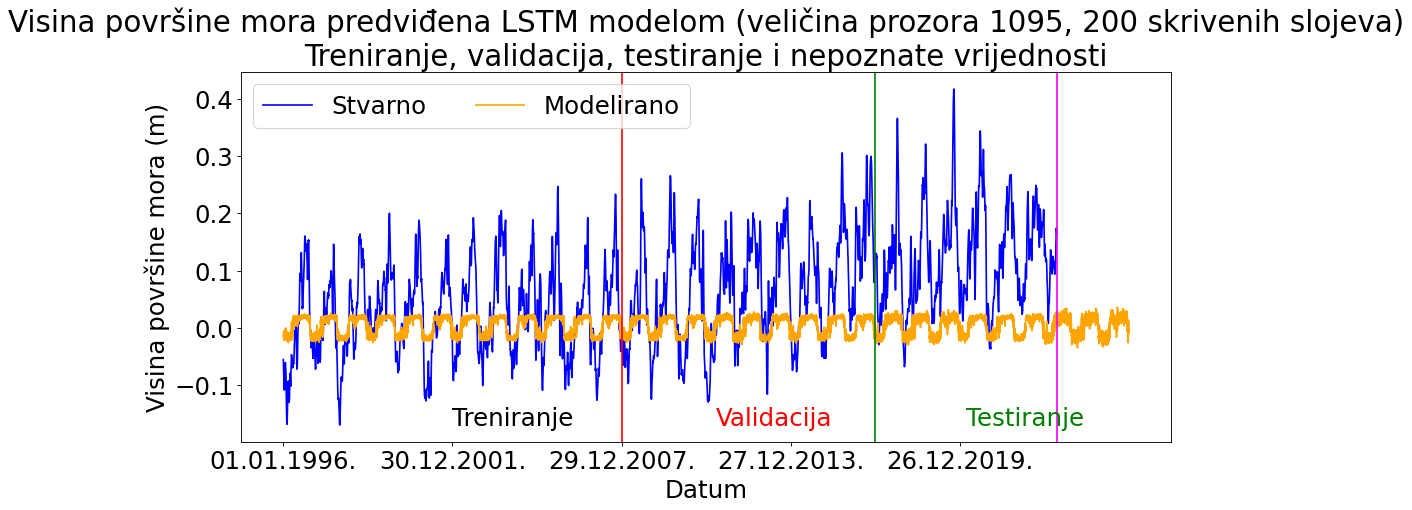 Visina površine mora predviđena LSTM modelom (veličina prozora 1095, 200 skrivenih slojeva)
Treniranje, validacija, testiranje i nepoznate vrijednosti
Stvarno
Modelirano
Visina površine mora (m)
0.4
0.3
0.2
0.1
0.0
−0.1
Treniranje
Validacija
Testiranje
01.01.1996.
30.12.2001.
29.12.2007.
27.12.2013.
26.12.2019.
Datum